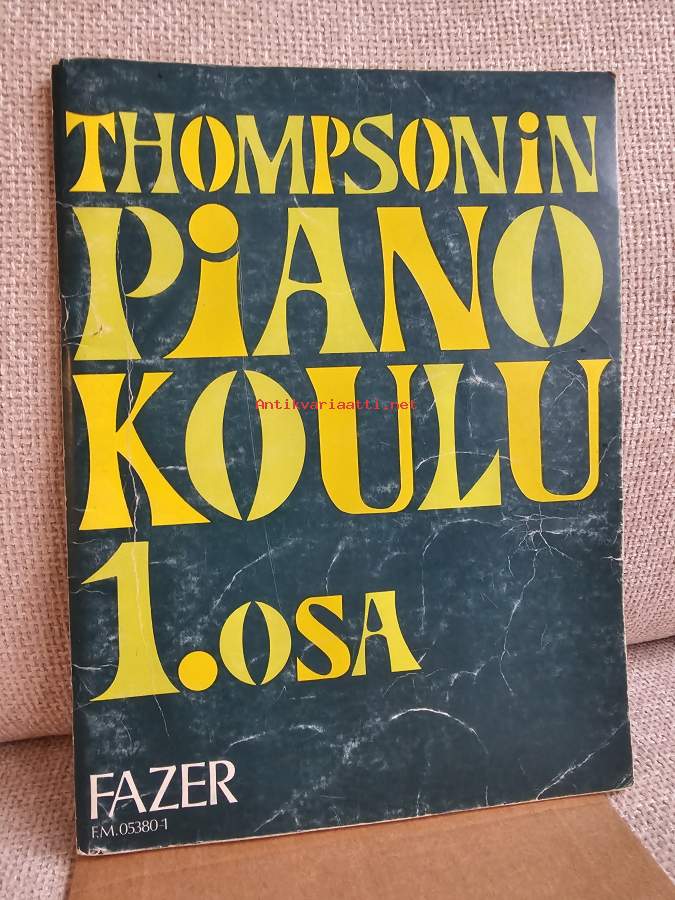 THOMPSONiN
PiANO
KOULU
Antikvariaatti.net
1. OSA
FAZER
F.M. 05380-1